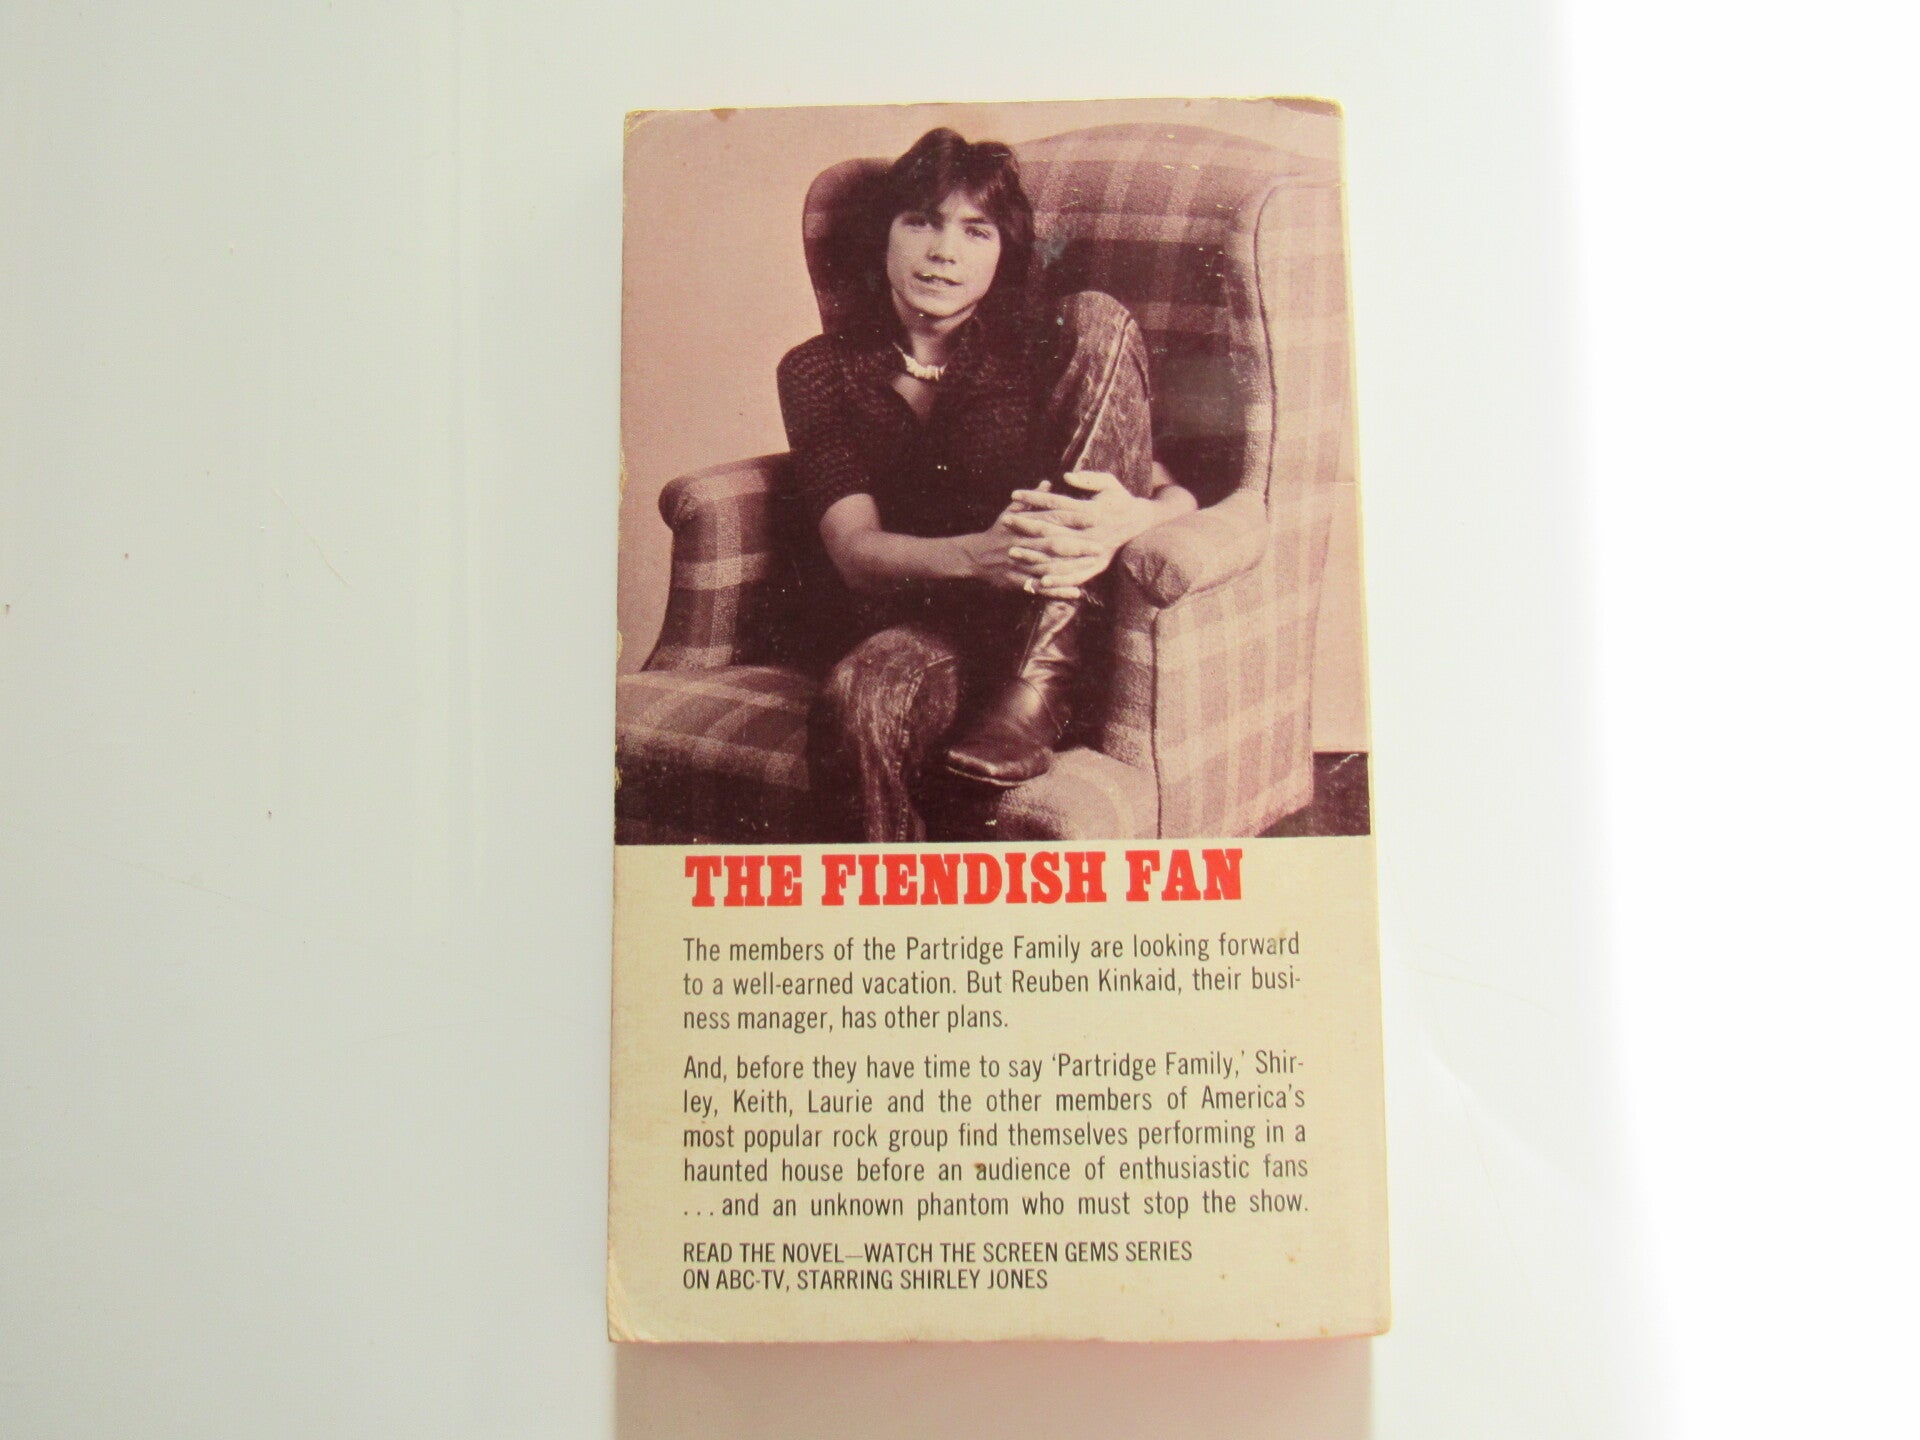 THE FIENDISH FAN
The members of the Partridge Family are looking forward
to a well-earned vacation. But Reuben Kinkaid, their busi-
ness manager, has other plans.
And, before they have time to say ‘Partridge Family,’ Shir-
ley, Keith, Laurie and the other members of America's
most popular rock group find themselves performing in a
haunted house before an audience of enthusiastic fans
...and an unknown phantom who must stop the show.
READ THE NOVEL—WATCH THE SCREEN GEMS SERIES
ON ABC-TV, STARRING SHIRLEY JONES